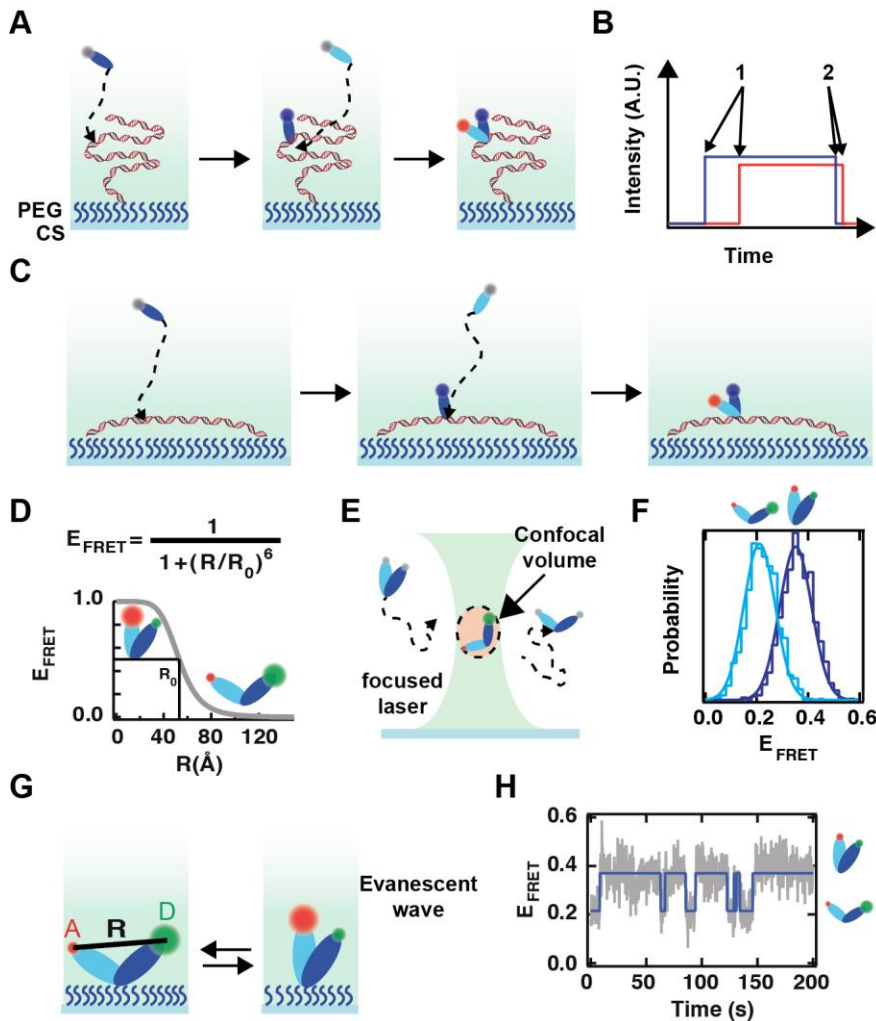 A
PEG
CS
B
Intensity (A.U.)
1
2
Time
C
D
E_FRET = 1
1+(R/R_0)^6
1.0
E_FRET
0.0
R_0
0
40
80
120
R(Å)
E
Confocal
volume
focused
laser
F
Probability
0.0
0.2
0.4
0.6
E_FRET
G
A
R
D
Evanescent
wave
H
0.6
0.4
0.2
0.0
E_FRET
0
50
100
150
200
Time (s)